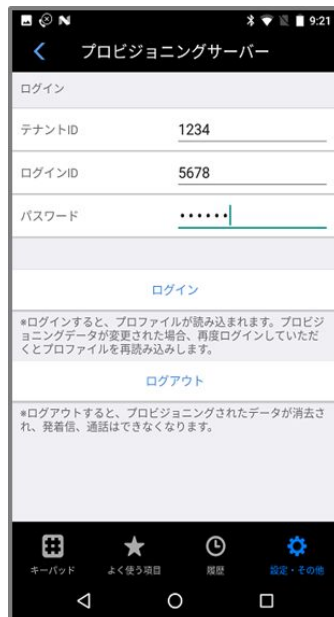 9:21
プロビジョニングサーバー
ログイン
テナントID 1234
ログインID 5678
パスワード ••••••
ログイン
※ログインすると、プロファイルが読み込まれます。プロビジ
ョニングデータが変更された場合、再度ログインしていただ
くとプロファイルを再読み込みします。
ログアウト
※ログアウトすると、プロビジョニングされたデータが消去さ
れ、発着信、通話はできなくなります。
キーパッド よく使う項目 履歴 設定・その他